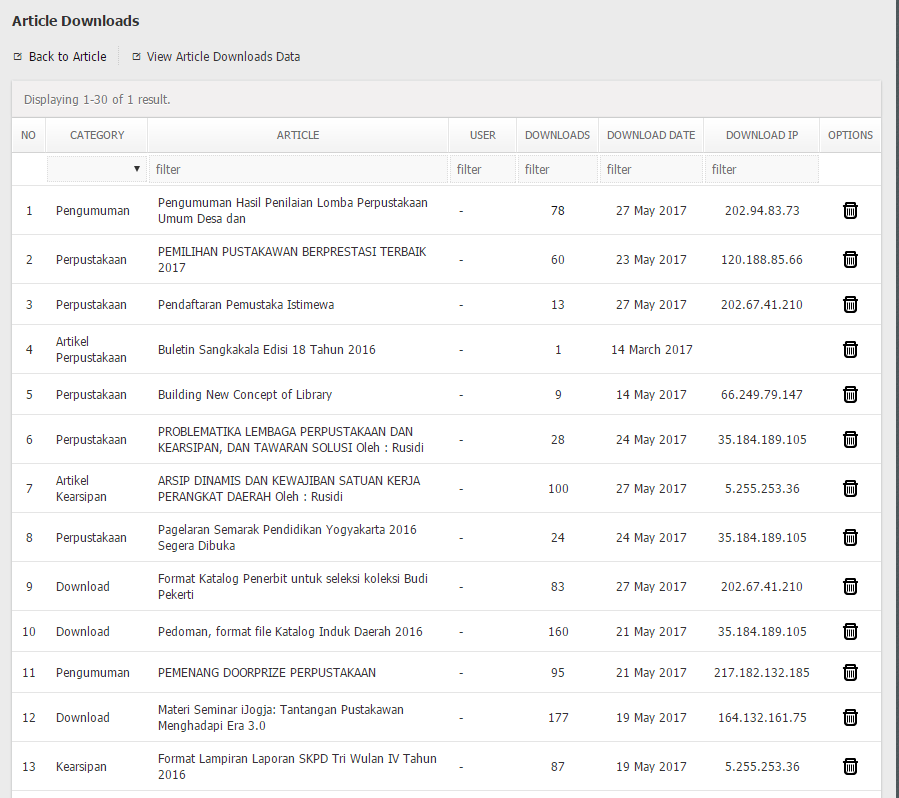 Article Downloads
Back to Article
View Article Downloads Data
Displaying 1-30 of 1 result.
NO CATEGORY ARTICLE USER DOWNLOADS DOWNLOAD DATE DOWNLOAD IP OPTIONS
filter filter filter filter filter
1 Pengumuman Pengumuman Hasil Penilaian Lomba Perpustakaan - 78 27 May 2017 202.94.83.73
Umum Desa dan
2 Perpustakaan PEMILIHAN PUSTAKAWAN BERPRESTASI TERBAIK - 60 23 May 2017 120.188.85.66
2017
3 Perpustakaan Pendaftaran Pemustaka Istimewa - 13 27 May 2017 202.67.41.210
4 Artikel Buletin Sangkakala Edisi 18 Tahun 2016 - 1 14 March 2017
Perpustakaan
5 Perpustakaan Building New Concept of Library - 9 14 May 2017 66.249.79.147
6 Perpustakaan PROBLEMATIKA LEMBAGA PERPUSTAKAAN DAN - 28 24 May 2017 35.184.189.105
KEARSIPAN, DAN TAWARAN SOLUSI Oleh : Rusidi
7 Artikel ARSIP DINAMIS DAN KEWAJIBAN SATUAN KERJA - 100 27 May 2017 5.255.253.36
Kearsipan PERANGKAT DAERAH Oleh : Rusidi
8 Perpustakaan Pagelaran Semarak Pendidikan Yogyakarta 2016 - 24 24 May 2017 35.184.189.105
Segera Dibuka
9 Download Format Katalog Penerbit untuk seleksi koleksi Budi - 83 27 May 2017 202.67.41.210
Pekerti
10 Download Pedoman, format file Katalog Induk Daerah 2016 - 160 21 May 2017 35.184.189.105
11 Pengumuman PEMENANG DOORPRIZE PERPUSTAKAAN - 95 21 May 2017 217.182.132.185
12 Download Materi Seminar iJogja: Tantangan Pustakawan - 177 19 May 2017 164.132.161.75
Menghadapi Era 3.0
13 Kearsipan Format Lampiran Laporan SKPD Tri Wulan IV Tahun - 87 19 May 2017 5.255.253.36
2016